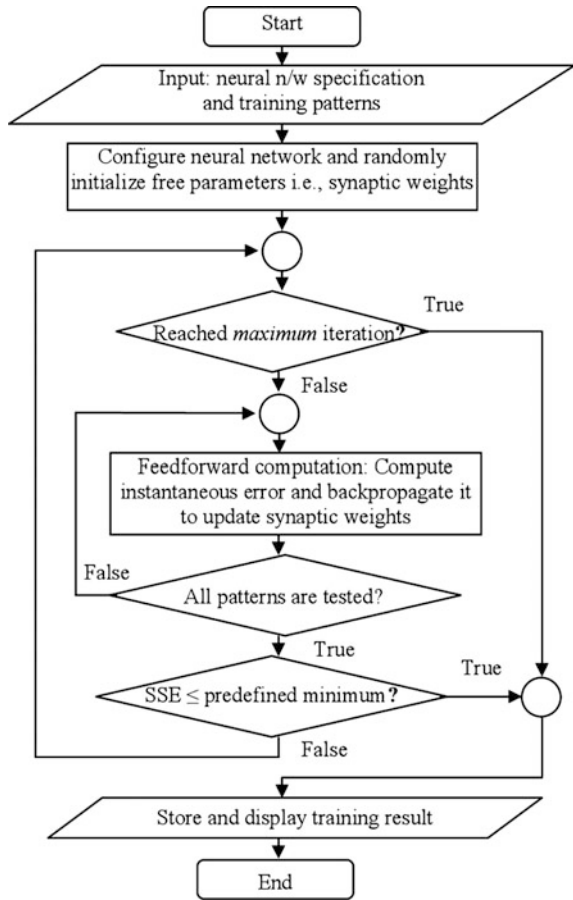 Start
Input: neural n/w specification
and training patterns
Configure neural network and randomly
initialize free parameters i.e., synaptic weights
True
Reached maximum iteration?
False
Feedforward computation: Compute
instantaneous error and backpropagate it
to update synaptic weights
False
All patterns are tested?
True
True
SSE ≤ predefined minimum?
False
Store and display training result
End